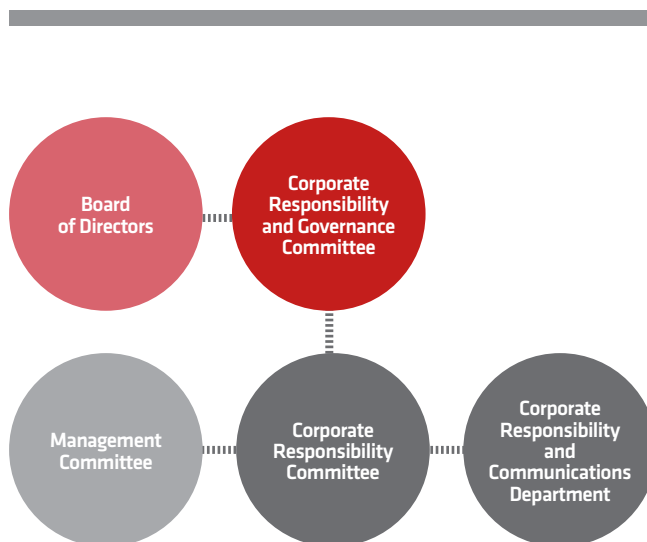 Board
of Directors
Corporate
Responsibility
and Governance
Committee
Management
Committee
Corporate
Responsibility
Committee
Corporate
Responsibility
and
Communications
Department